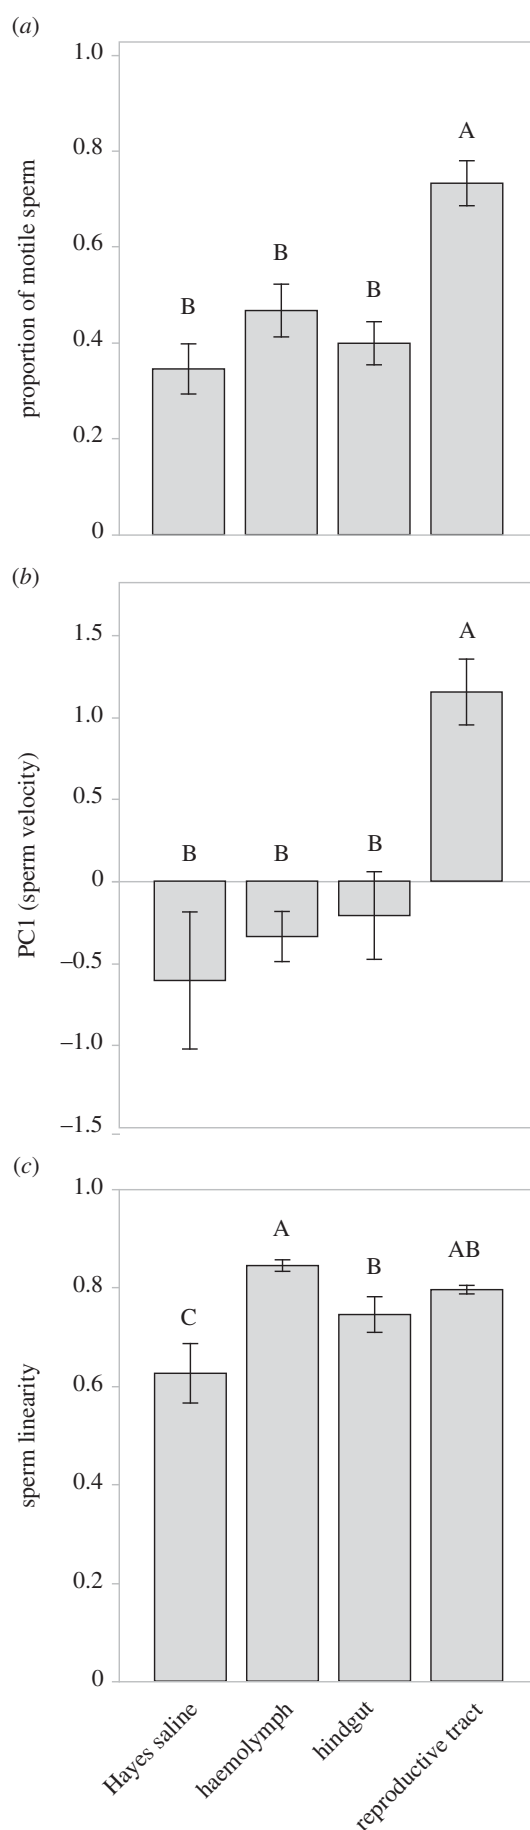 (a)
1.0
0.8
0.6
0.4
0.2
0
proportion of motile sperm
B
B
B
A
(b)
1.5
1.0
0.5
0
–0.5
–1.0
–1.5
PC1 (sperm velocity)
B
B
B
A
(c)
1.0
0.8
0.6
0.4
0.2
0
sperm linearity
C
A
B
AB
Hayes saline
haemolymph
hindgut
reproductive tract